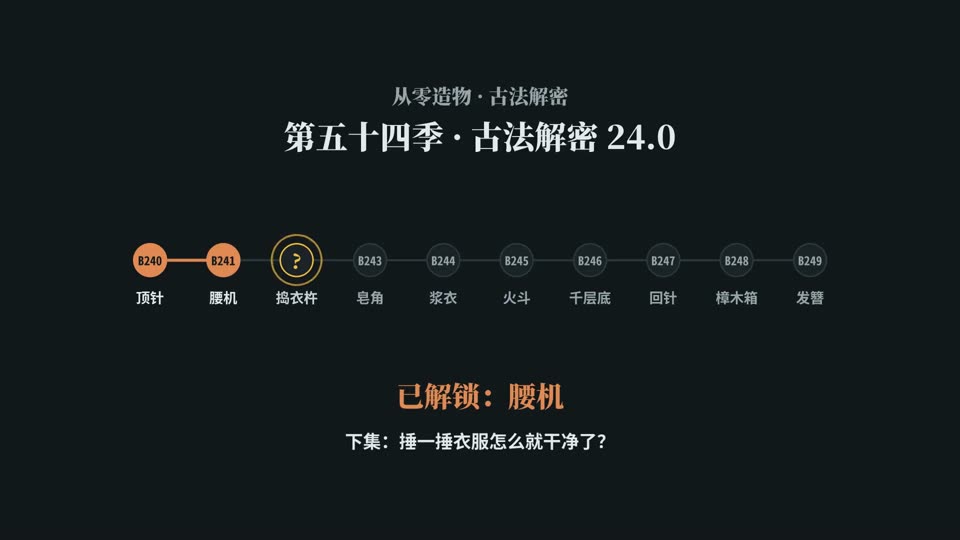 从零造物 · 古法解密
第五十四季 · 古法解密 24.0
B240 B241 ? B243 B244 B245 B246 B247 B248 B249
顶针 腰机 捣衣杵 皂角 浆衣 火斗 千层底 回针 樟木箱 发簪
已解锁：腰机
下集：捶一捶衣服怎么就干净了？